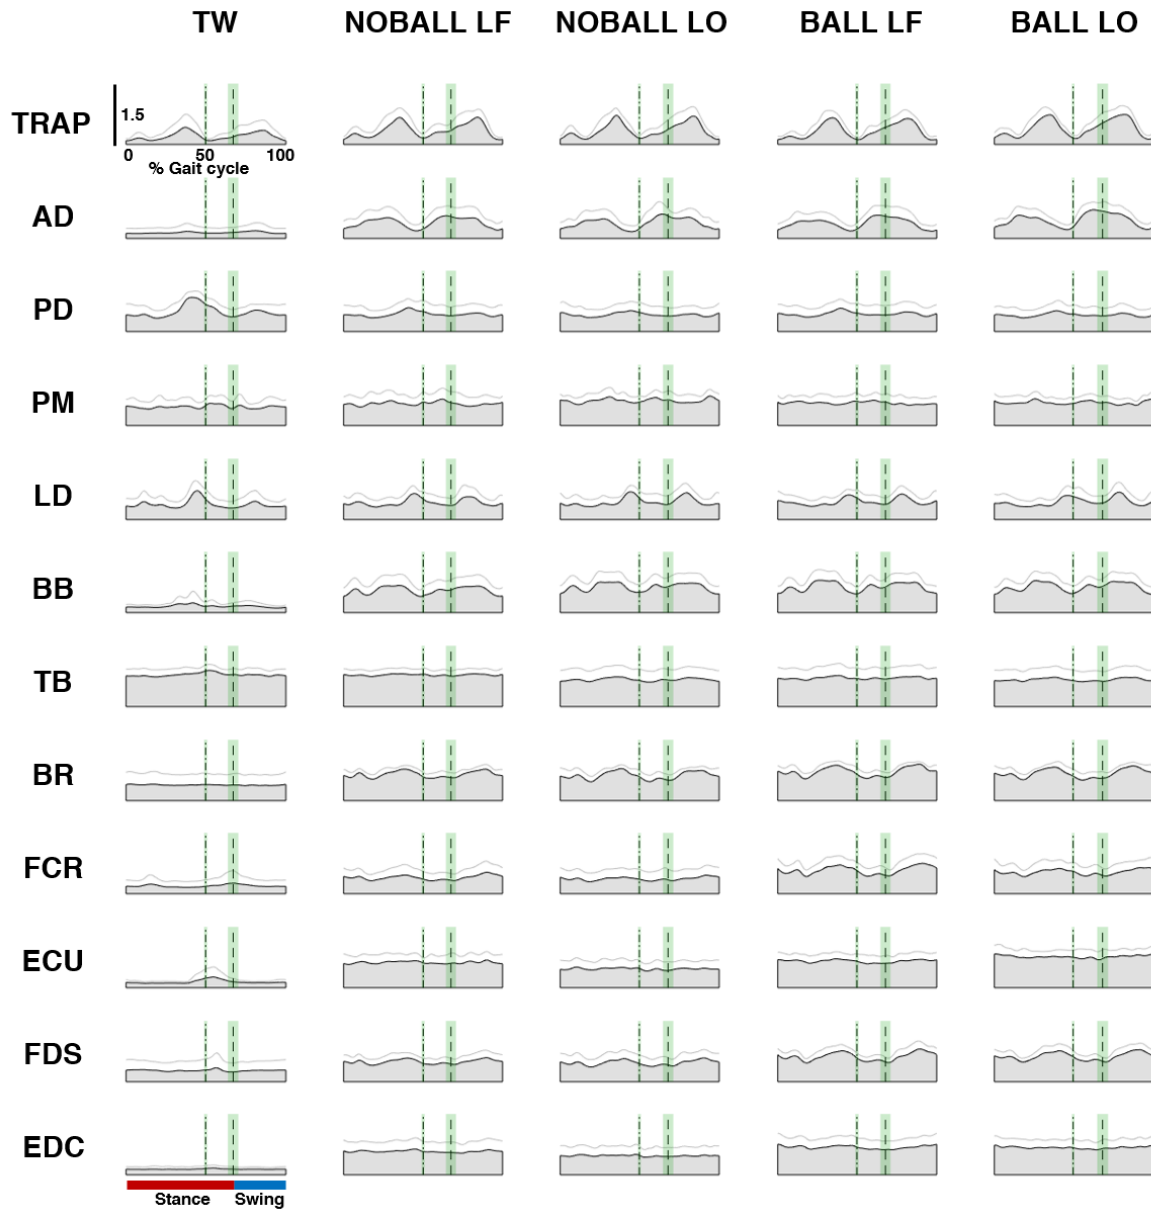 TW NOBALL LF NOBALL LO BALL LF BALL LO
TRAP
1.5
0 50 100
% Gait cycle
AD
PD
PM
LD
BB
TB
BR
FCR
ECU
FDS
EDC
Stance Swing